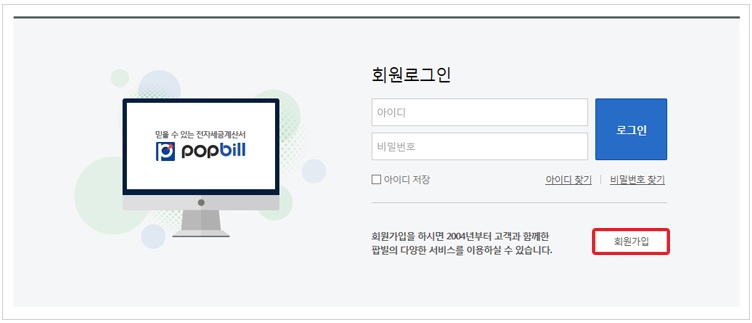 회원로그인
아이디
비밀번호
로그인
아이디 저장
아이디 찾기
비밀번호 찾기
믿을 수 있는 전자세금계산서
popbill
회원가입을 하시면 2004년부터 고객과 함께한
팝빌의 다양한 서비스를 이용하실 수 있습니다.
회원가입